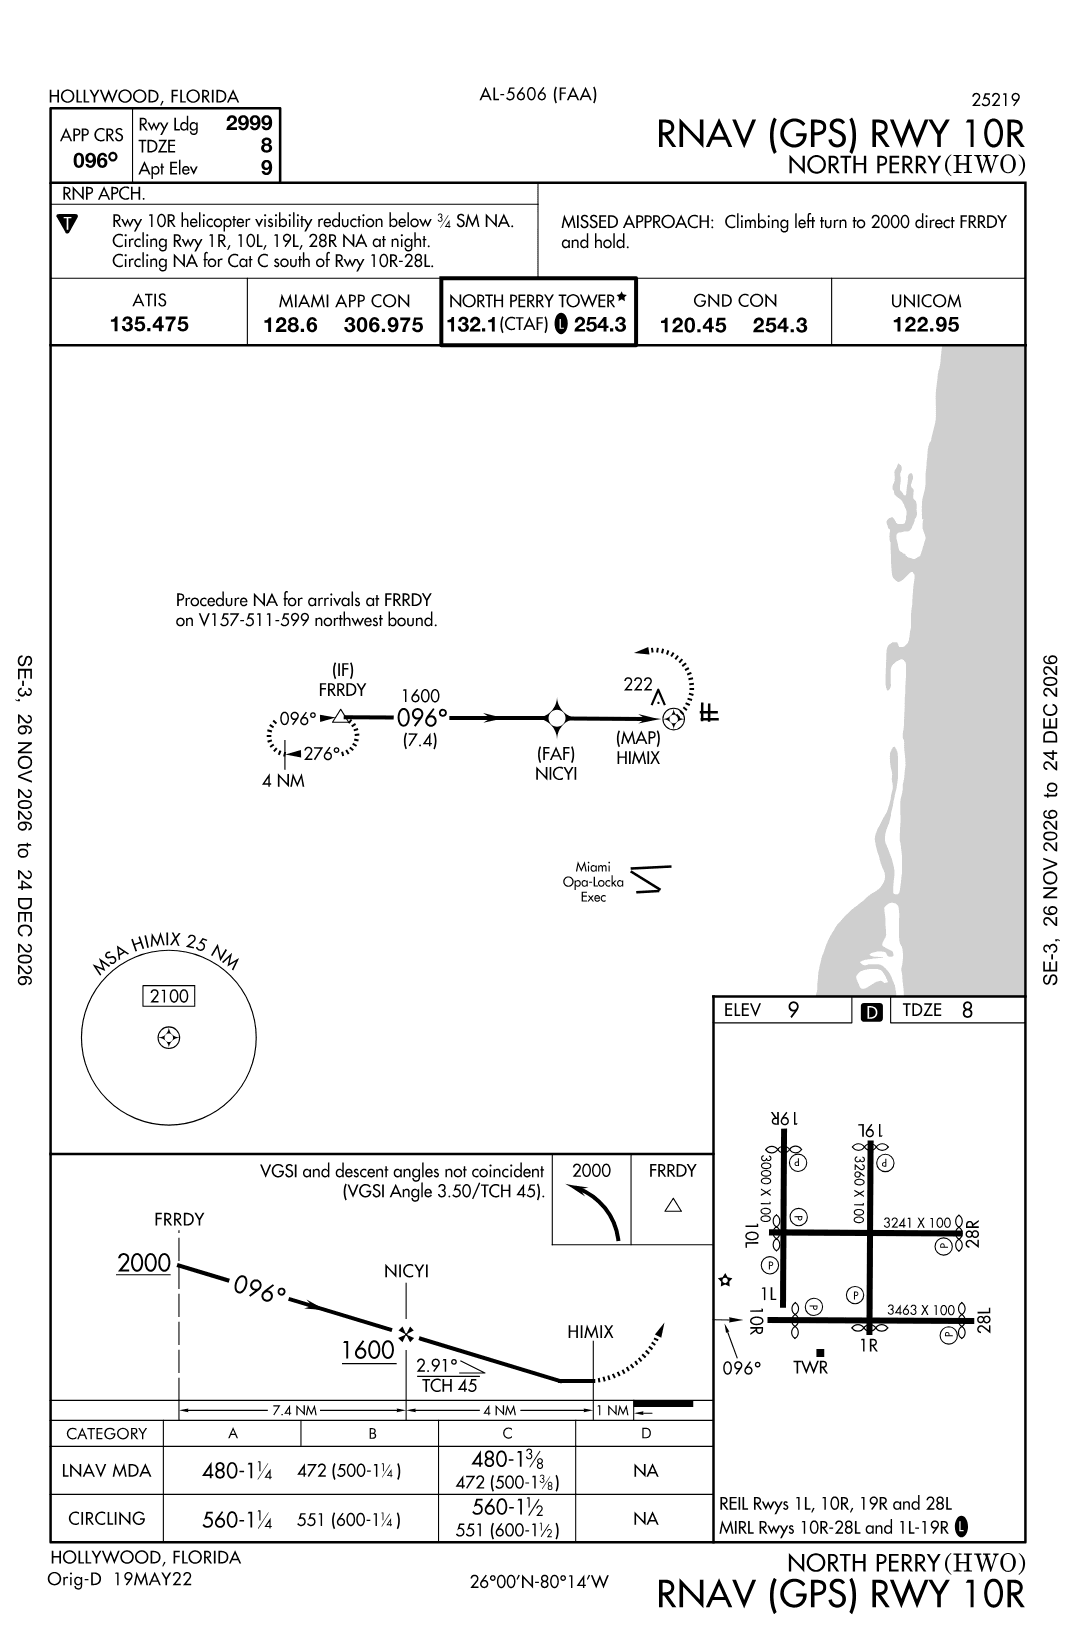 HOLLYWOOD, FLORIDA
AL-5606 (FAA)
25219
APP CRS
096°
Rwy Ldg 2999
TDZE 8
Apt Elev 9
RNAV (GPS) RWY 10R
NORTH PERRY (HWO)
RNP APCH.
T
Rwy 10R helicopter visibility reduction below ¾ SM NA.
Circling Rwy 1R, 10L, 19L, 28R NA at night.
Circling NA for Cat C south of Rwy 10R-28L.
MISSED APPROACH: Climbing left turn to 2000 direct FRRDY
and hold.
ATIS
135.475
MIAMI APP CON
128.6 306.975
NORTH PERRY TOWER★
132.1 (CTAF) L 254.3
GND CON
120.45 254.3
UNICOM
122.95
Procedure NA for arrivals at FRRDY
on V157-511-599 northwest bound.
(IF)
FRRDY
1600
096°
(7.4)
096°
276°
4 NM
(FAF)
NICYI
222
(MAP)
HIMIX
Miami
Opa-Locka
Exec
MSA HIMIX 25 NM
2100
SE-3, 26 NOV 2026 to 24 DEC 2026
SE-3, 26 NOV 2026 to 24 DEC 2026
ELEV 9
D
TDZE 8
19R
19L
P
P
3000 X 100
3260 X 100
P
10L
3241 X 100
28R
P
P
1L
P
P
10R
3463 X 100
28L
P
1R
096°
TWR
REIL Rwys 1L, 10R, 19R and 28L
MIRL Rwys 10R-28L and 1L-19R L
VGSI and descent angles not coincident
(VGSI Angle 3.50/TCH 45).
2000
FRRDY
FRRDY
2000
096°
NICYI
1600
2.91°
TCH 45
HIMIX
7.4 NM
4 NM
1 NM
CATEGORY A B C D
LNAV MDA 480-1¼ 472 (500-1¼) 480-1⅜ NA
472 (500-1⅜)
CIRCLING 560-1¼ 551 (600-1¼) 560-1½ NA
551 (600-1½)
HOLLYWOOD, FLORIDA
Orig-D 19MAY22
26°00'N-80°14'W
NORTH PERRY (HWO)
RNAV (GPS) RWY 10R